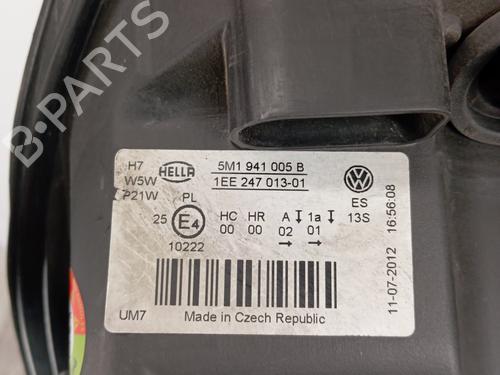 B-PARTS
H7
W5W
P21W
HELLA
5M1 941 005 B
1EE 247 013-01
PL
25 E4
10222
HC HR A 1a
00 00 02 01
ES
13S
11-07-2012 16:56:08
UM7
Made in Czech Republic